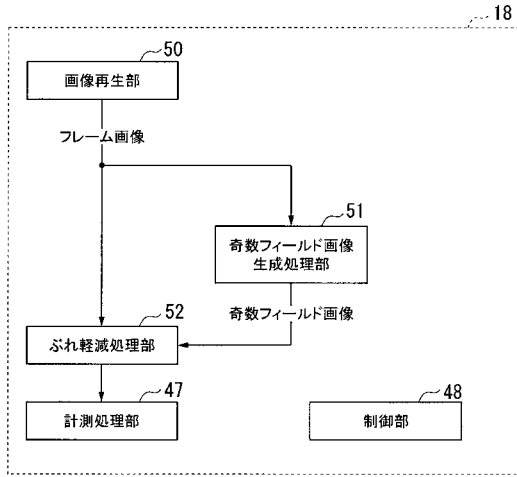 18
50
画像再生部
フレーム画像
51
奇数フィールド画像
生成処理部
奇数フィールド画像
52
ぶれ軽減処理部
47
計測処理部
48
制御部